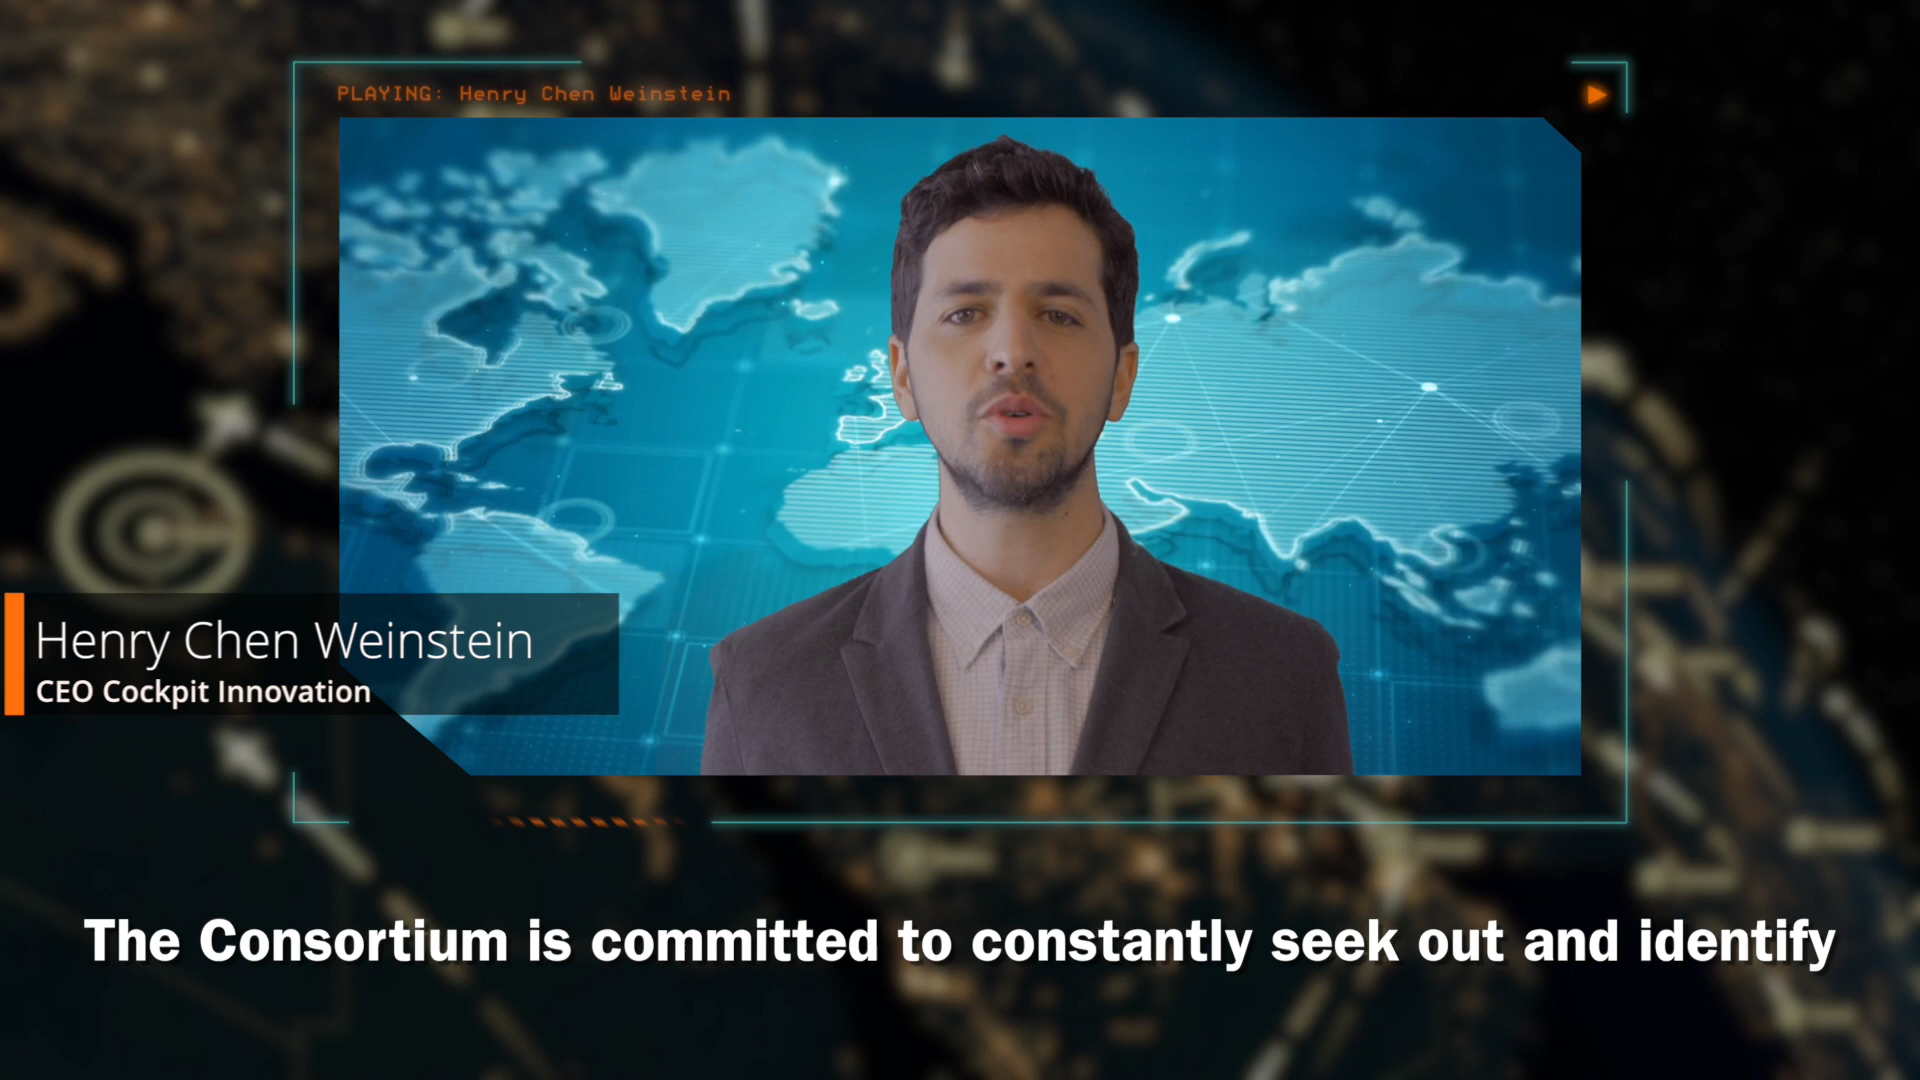 PLAYING: Henry Chen Weinstein
Henry Chen Weinstein
CEO Cockpit Innovation
The Consortium is committed to constantly seek out and identify